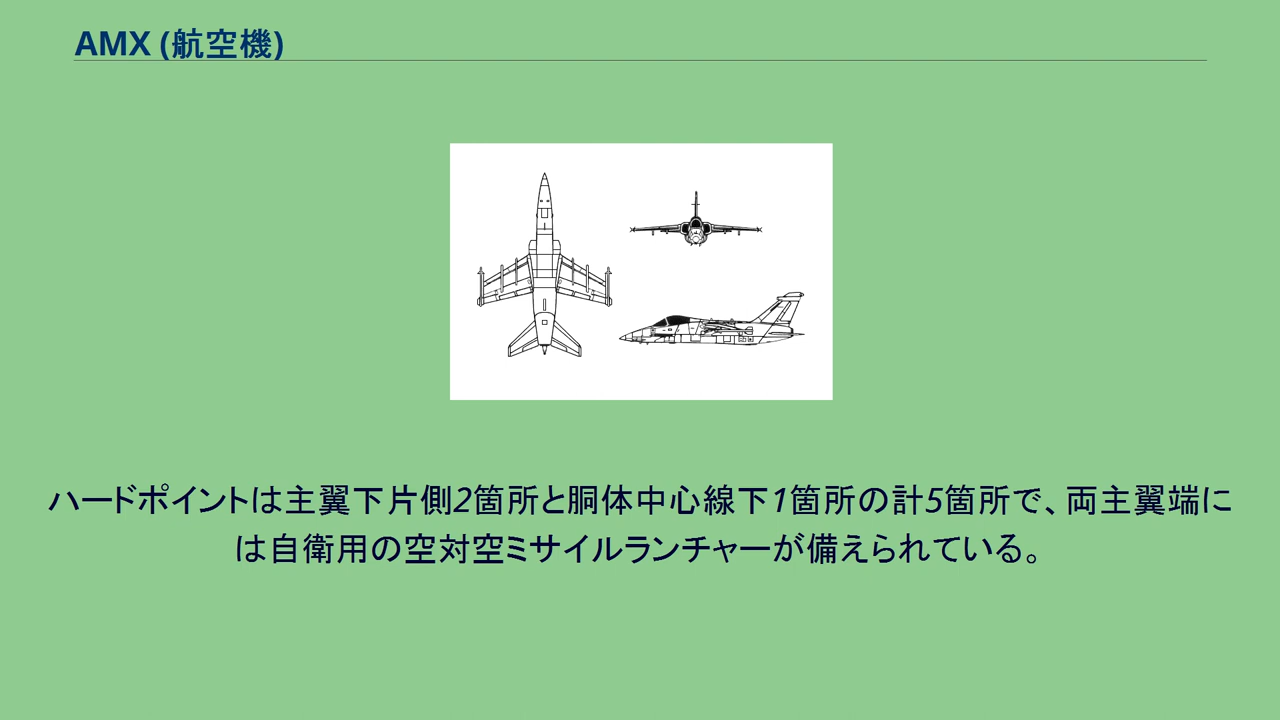 AMX (航空機)
ハードポイントは主翼下片側2箇所と胴体中心線下1箇所の計5箇所で、両主翼端に
は自衛用の空対空ミサイルランチャーが備えられている。